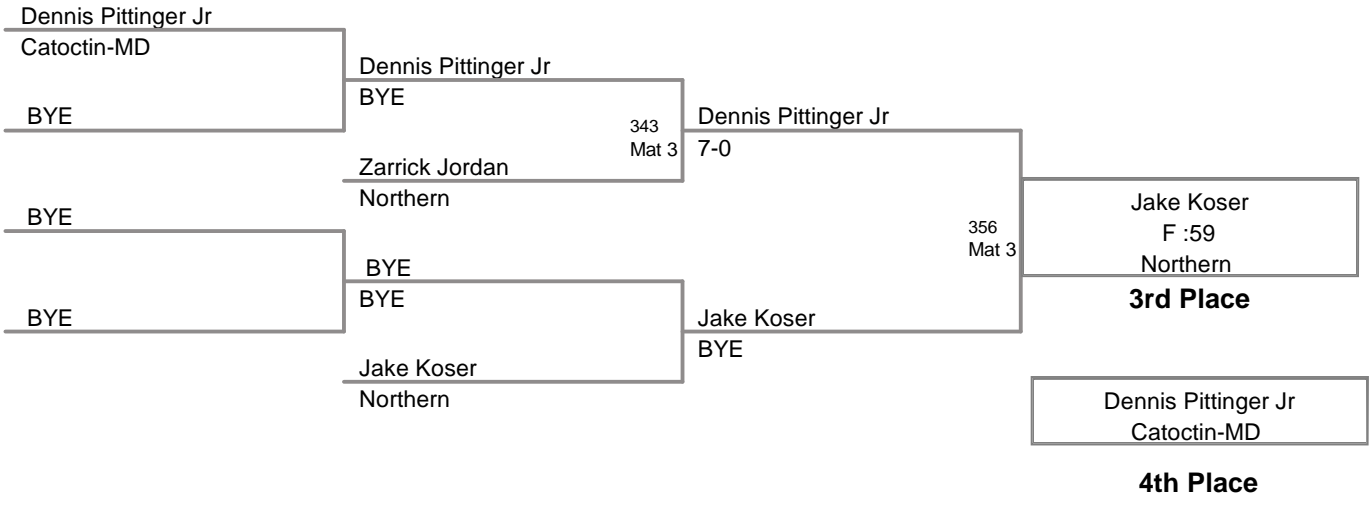 Dennis Pittinger Jr
Catoctin-MD
BYE
BYE
BYE
Dennis Pittinger Jr
BYE
343
Mat 3
Zarrick Jordan
Northern
BYE
BYE
Jake Koser
Northern
Dennis Pittinger Jr
7-0
356
Mat 3
Jake Koser
BYE
Jake Koser
F :59
Northern
3rd Place
Dennis Pittinger Jr
Catoctin-MD
4th Place